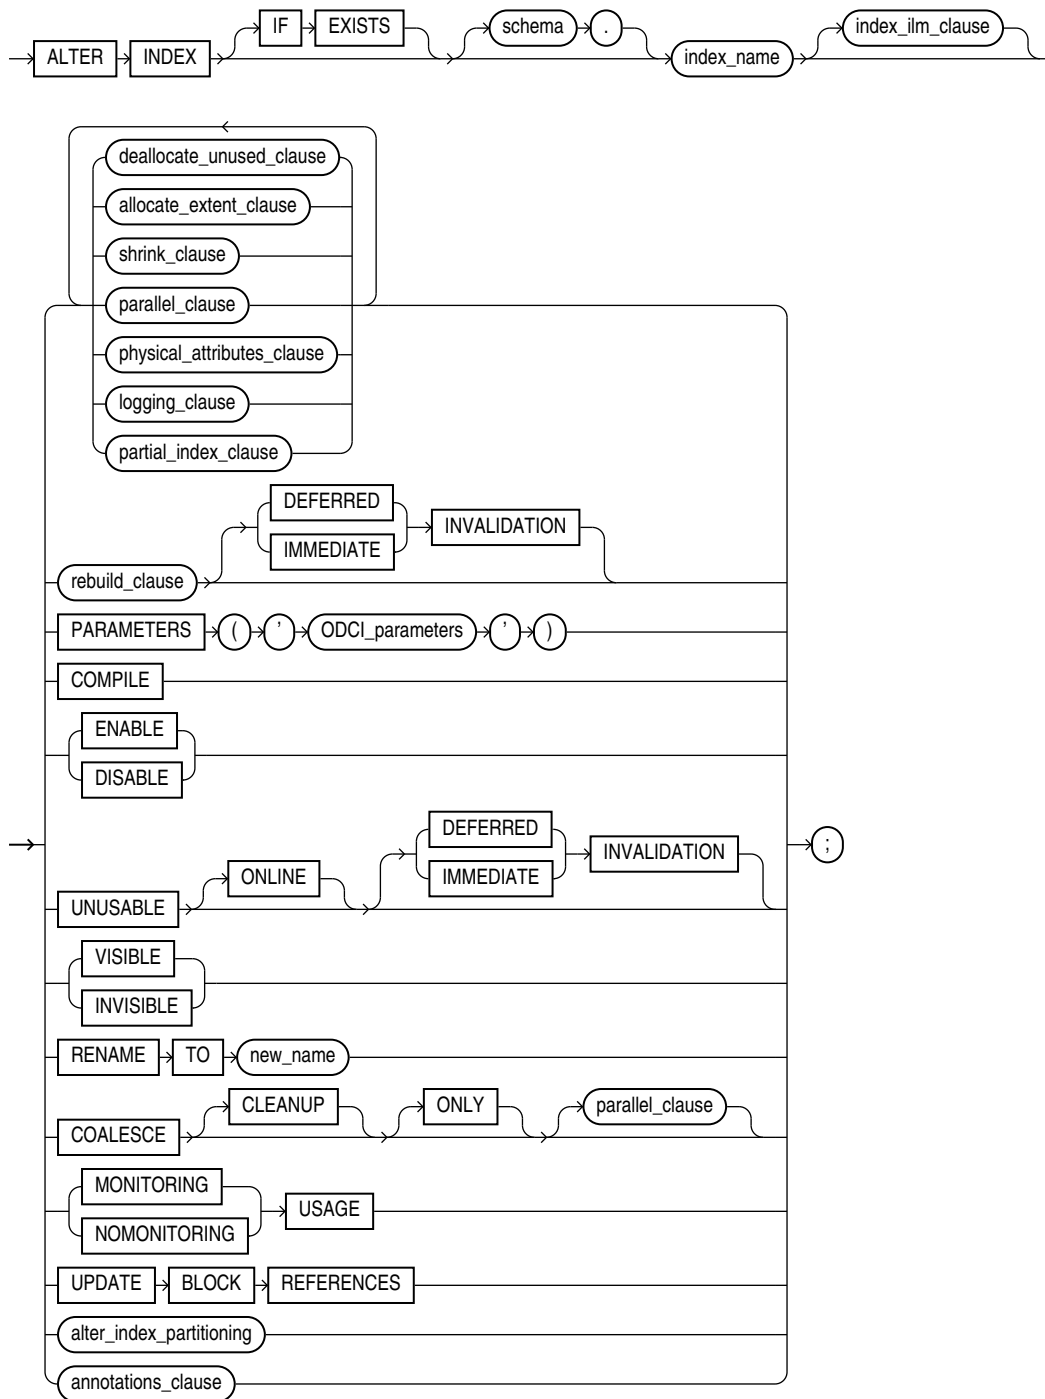 ALTER INDEX IF EXISTS schema . index_name index_ilm_clause
deallocate_unused_clause
allocate_extent_clause
shrink_clause
parallel_clause
physical_attributes_clause
logging_clause
partial_index_clause
rebuild_clause DEFERRED IMMEDIATE INVALIDATION
PARAMETERS ( ' ODCI_parameters ' )
COMPILE
ENABLE
DISABLE
UNUSABLE ONLINE DEFERRED IMMEDIATE INVALIDATION ;
VISIBLE
INVISIBLE
RENAME TO new_name
COALESCE CLEANUP ONLY parallel_clause
MONITORING
NOMONITORING USAGE
UPDATE BLOCK REFERENCES
alter_index_partitioning
annotations_clause